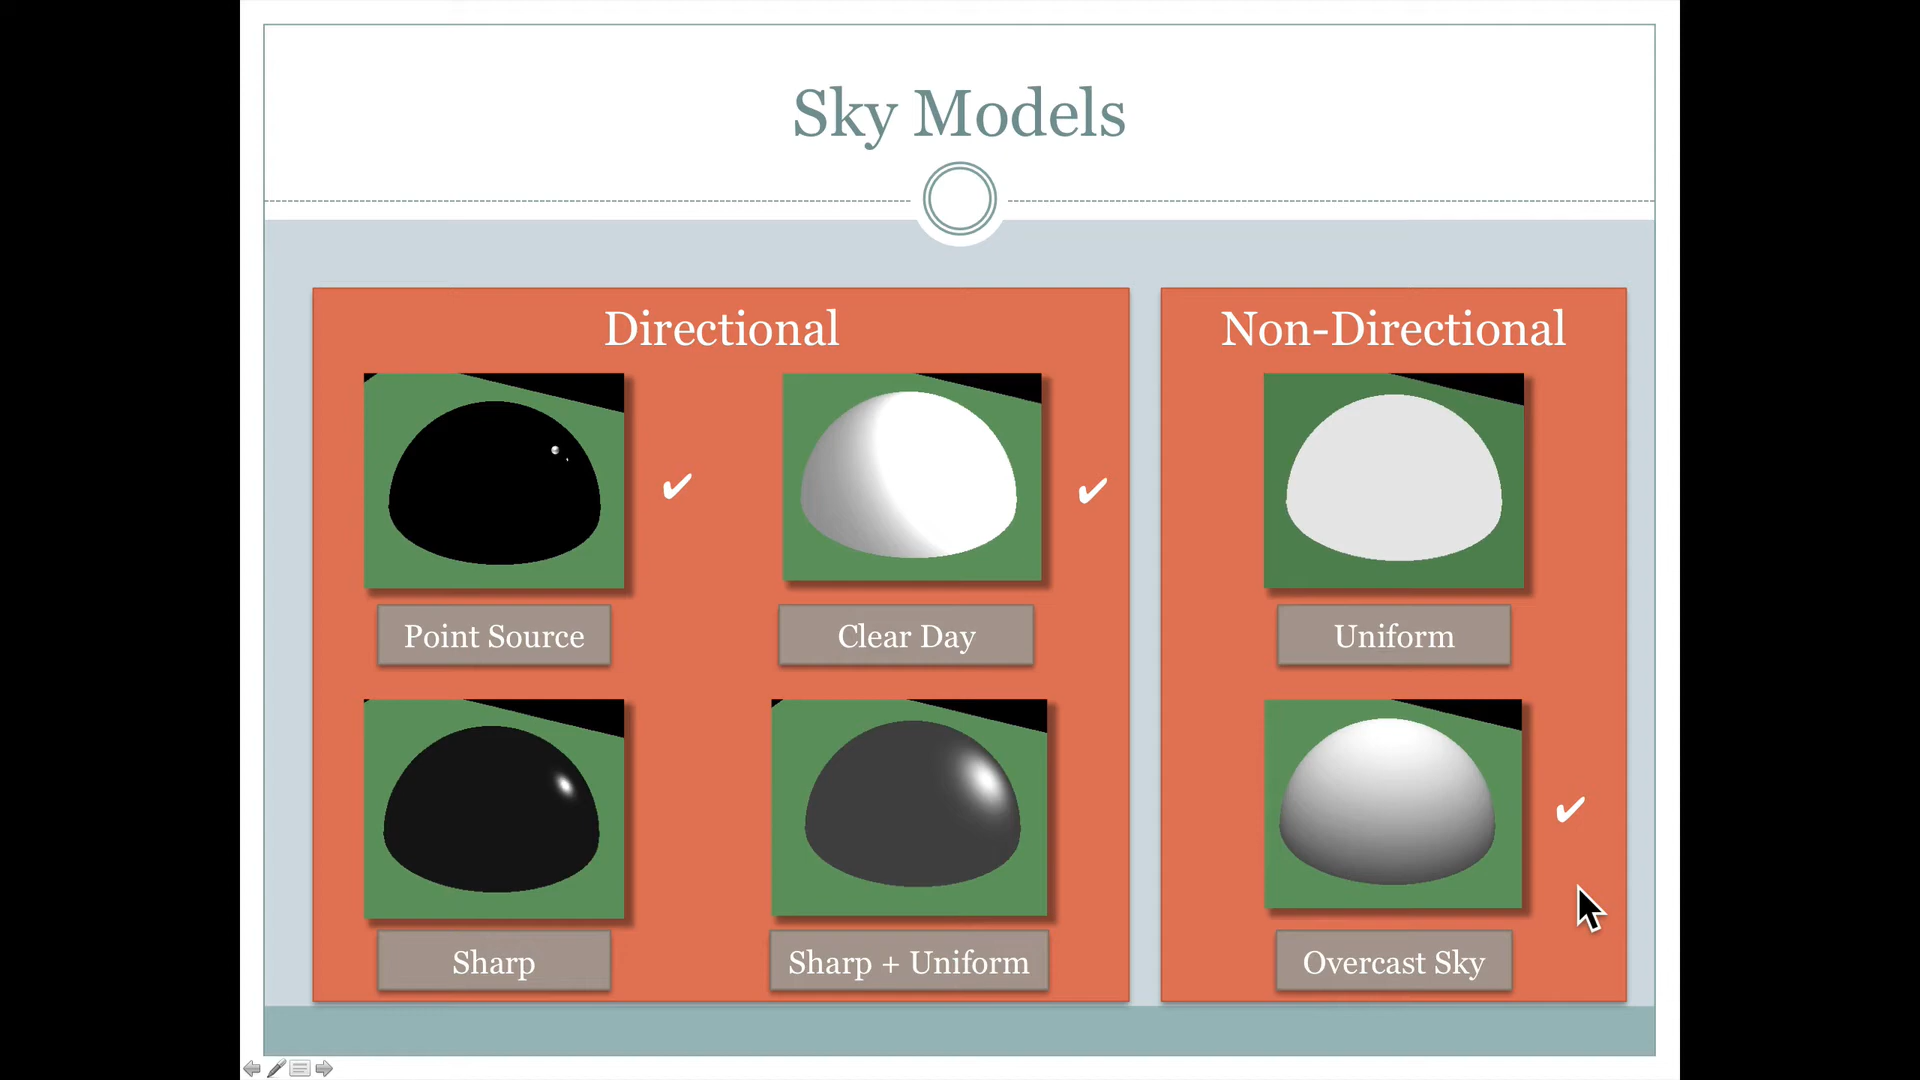 Sky Models
Directional
Non-Directional
✔
✔
Point Source
Clear Day
Uniform
✔
Sharp
Sharp + Uniform
Overcast Sky